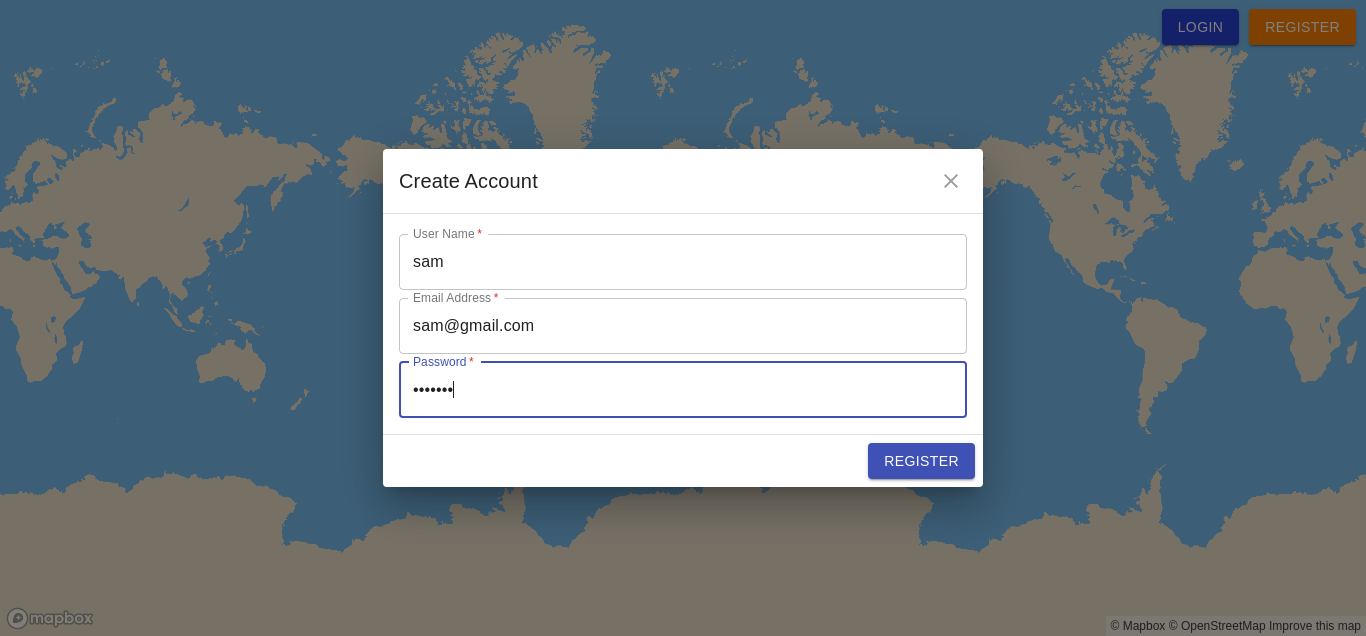 LOGIN REGISTER
Create Account
User Name *
sam
Email Address *
sam@gmail.com
Password *
•••••••
REGISTER
mapbox
© Mapbox © OpenStreetMap Improve this map